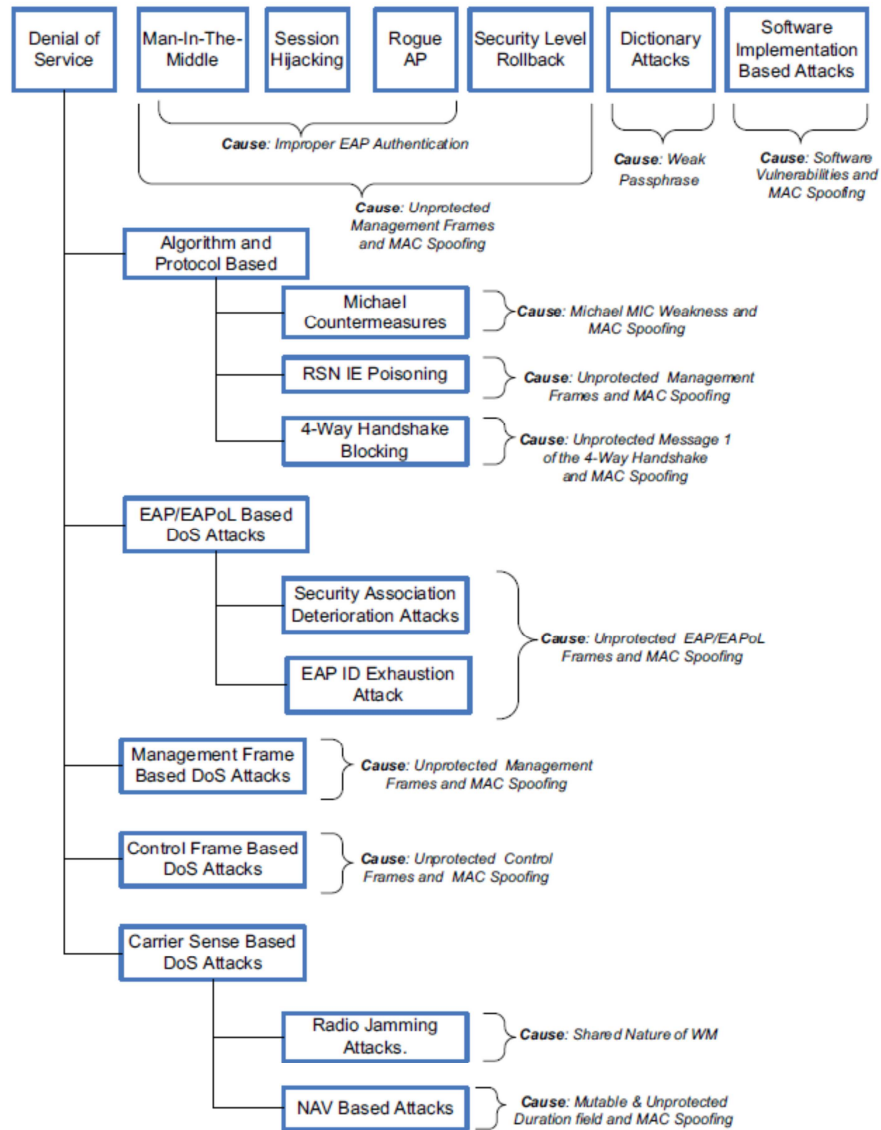 Denial of
Service
Man-In-The-
Middle
Session
Hijacking
Rogue
AP
Security Level
Rollback
Dictionary
Attacks
Software
Implementation
Based Attacks
Cause: Improper EAP Authentication
Cause: Weak
Passphrase
Cause: Software
Vulnerabilities and
MAC Spoofing
Cause: Unprotected
Management Frames
and MAC Spoofing
Algorithm and
Protocol Based
Michael
Countermeasures
Cause: Michael MIC Weakness and
MAC Spoofing
RSN IE Poisoning
Cause: Unprotected Management
Frames and MAC Spoofing
4-Way Handshake
Blocking
Cause: Unprotected Message 1
of the 4-Way Handshake
and MAC Spoofing
EAP/EAPoL Based
DoS Attacks
Security Association
Deterioration Attacks
Cause: Unprotected EAP/EAPoL
Frames and MAC Spoofing
EAP ID Exhaustion
Attack
Management Frame
Based DoS Attacks
Cause: Unprotected Management
Frames and MAC Spoofing
Control Frame Based
DoS Attacks
Cause: Unprotected Control
Frames and MAC Spoofing
Carrier Sense Based
DoS Attacks
Radio Jamming
Attacks.
Cause: Shared Nature of WM
NAV Based Attacks
Cause: Mutable & Unprotected
Duration field and MAC Spoofing